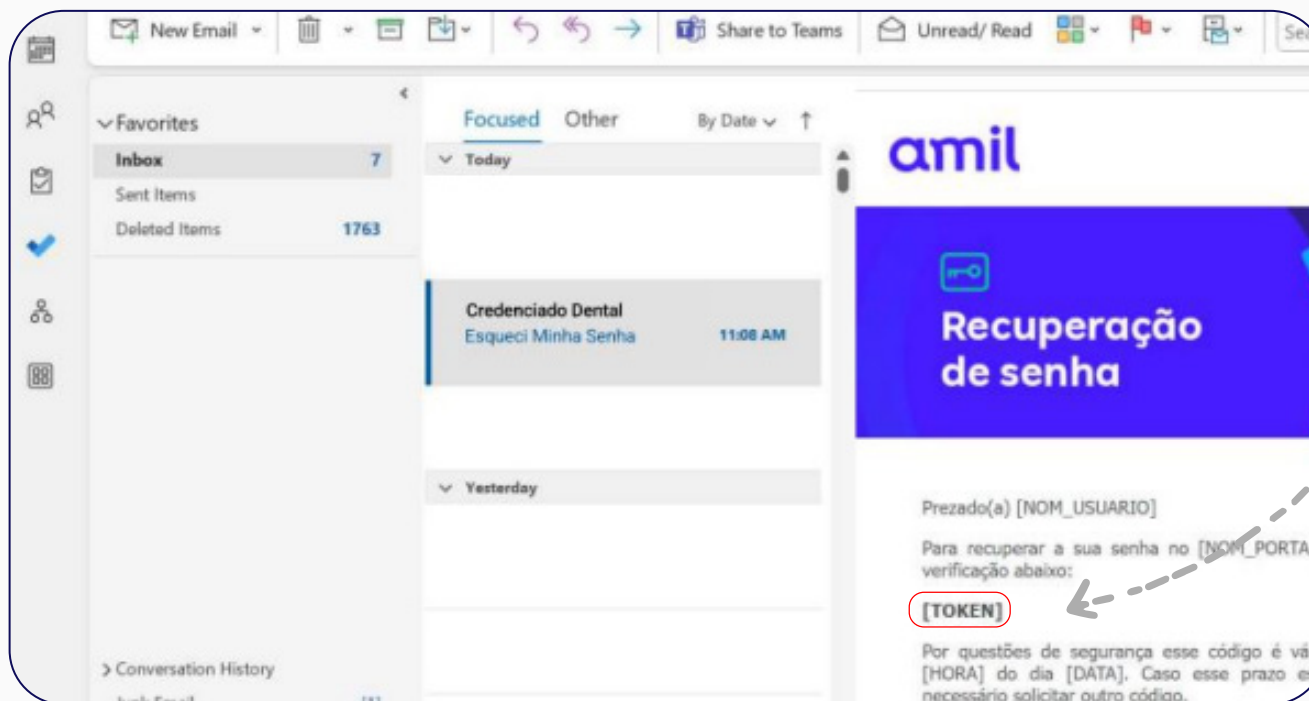 New Email
Share to Teams
Unread/ Read
Favorites
Inbox 7
Sent Items
Deleted Items 1763
Conversation History
Focused Other By Date
Today
Credenciado Dental
Esqueci Minha Senha 11:08 AM
Yesterday
amil
Recuperação
de senha
Prezado(a) [NOM_USUARIO]
Para recuperar a sua senha no [NOM_PORTA
verificação abaixo:
[TOKEN]
Por questões de segurança esse código é vá
[HORA] do dia [DATA]. Caso esse prazo es
necessário solicitar outro código.